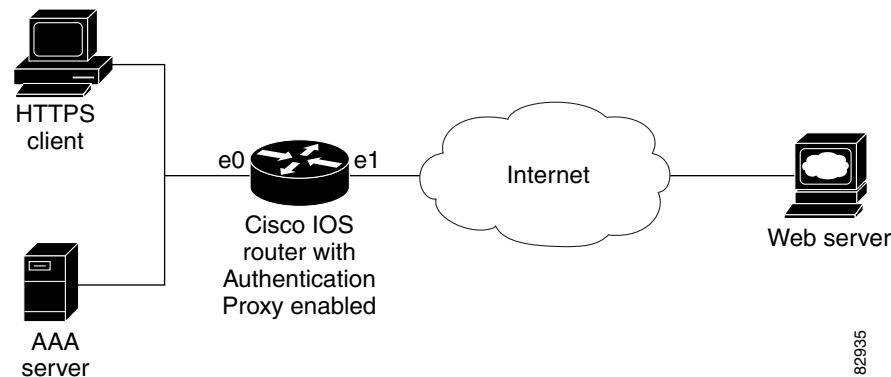 HTTPS
client
e0
e1
Cisco IOS
router with
Authentication
Proxy enabled
Internet
Web server
AAA
server
82935